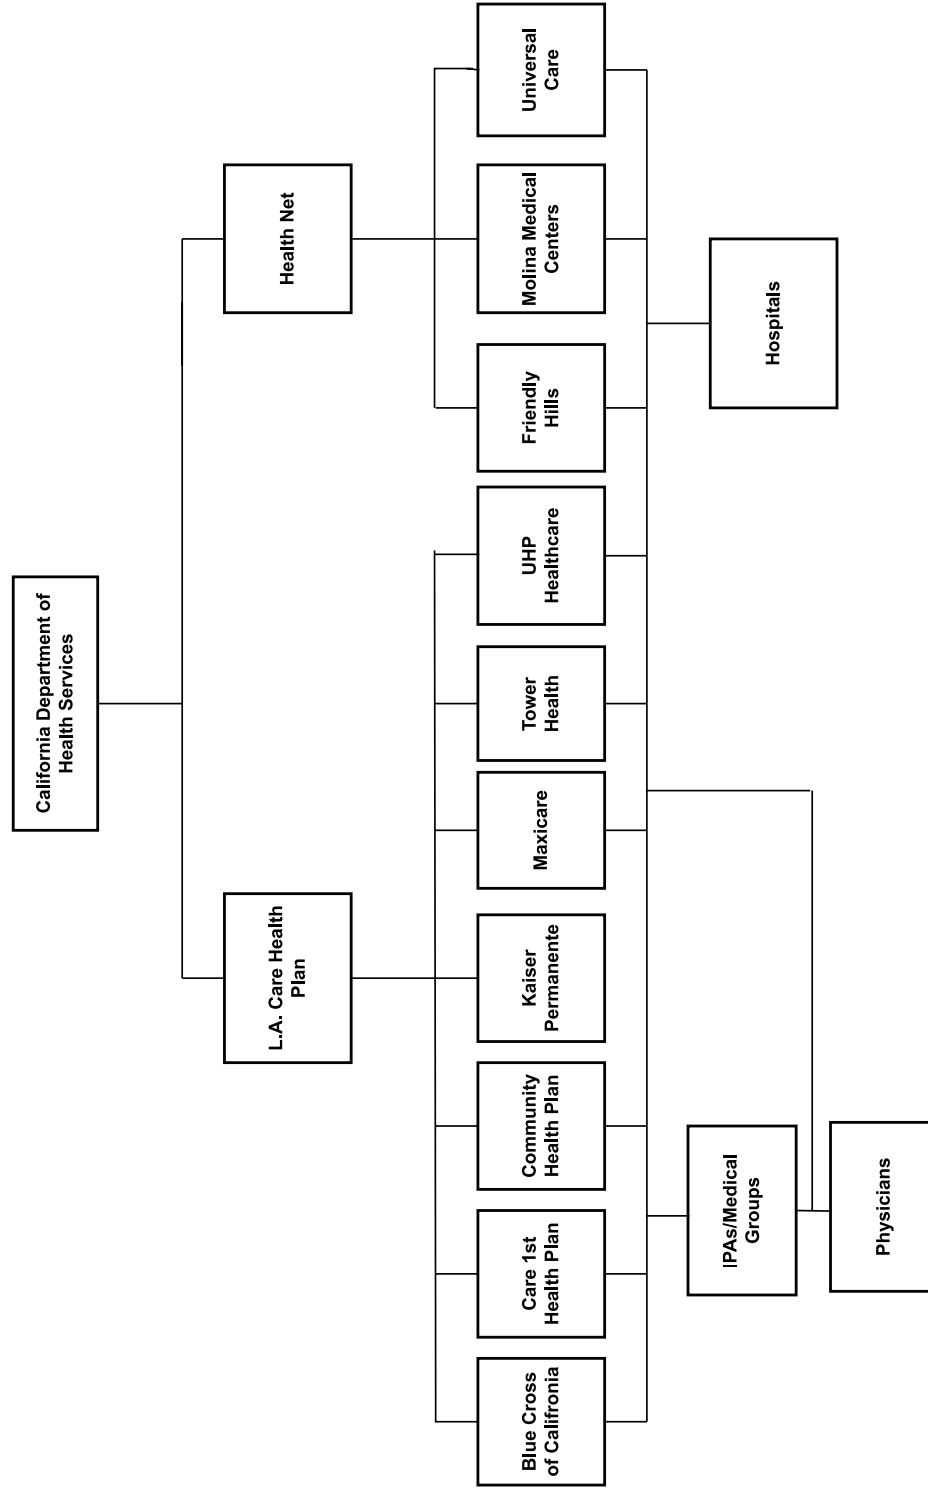 California Department of
Health Services
L.A. Care Health
Plan
Health Net
Blue Cross
of Califronia
Care 1st
Health Plan
Community
Health Plan
Kaiser
Permanente
Maxicare
Tower
Health
UHP
Healthcare
Friendly
Hills
Molina Medical
Centers
Universal
Care
IPAs/Medical
Groups
Hospitals
Physicians